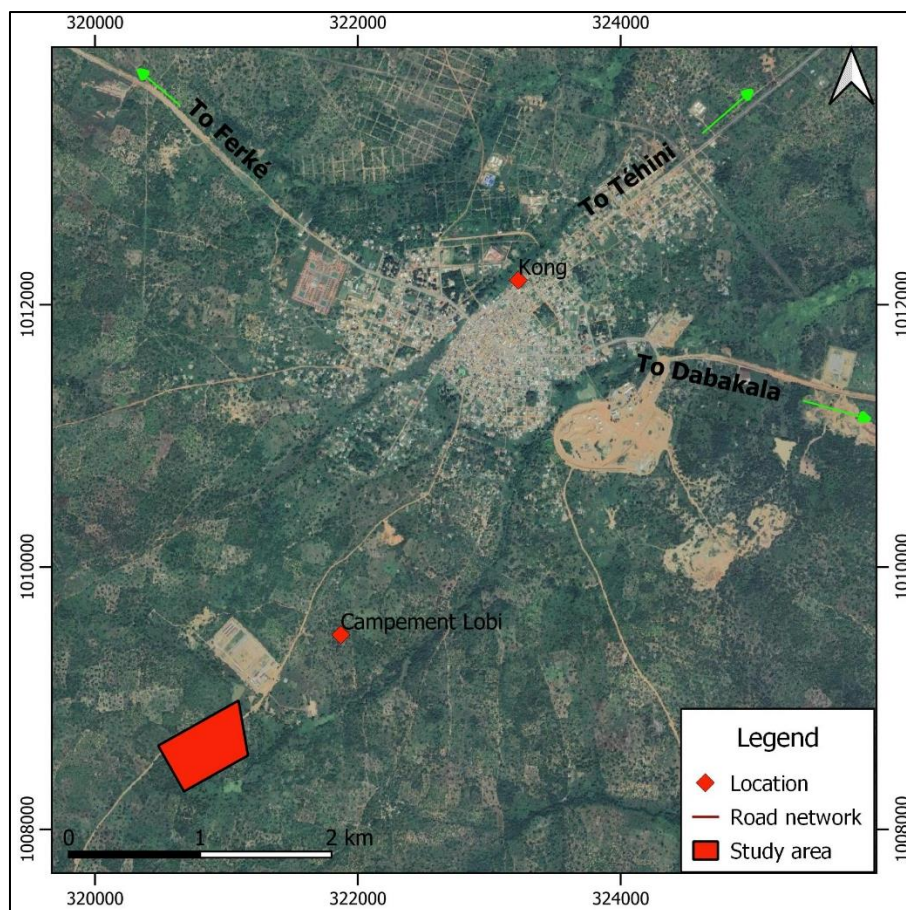 320000 322000 324000
To Ferké
To Téhini
Kong
1012000 1012000
To Dabakala
1010000 1010000
Campement Lobi
Legend
Location
Road network
Study area
1008000 1008000
0 1 2 km
320000 322000 324000